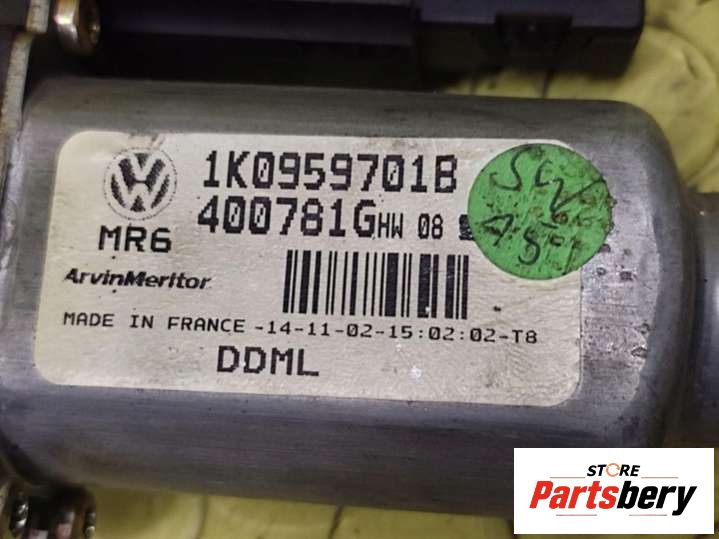 1K0959701B
400781G HW 08
MR6
ArvinMeritor
MADE IN FRANCE -14-11-02-15:02:02-T8
DDML
STORE
Partsbery